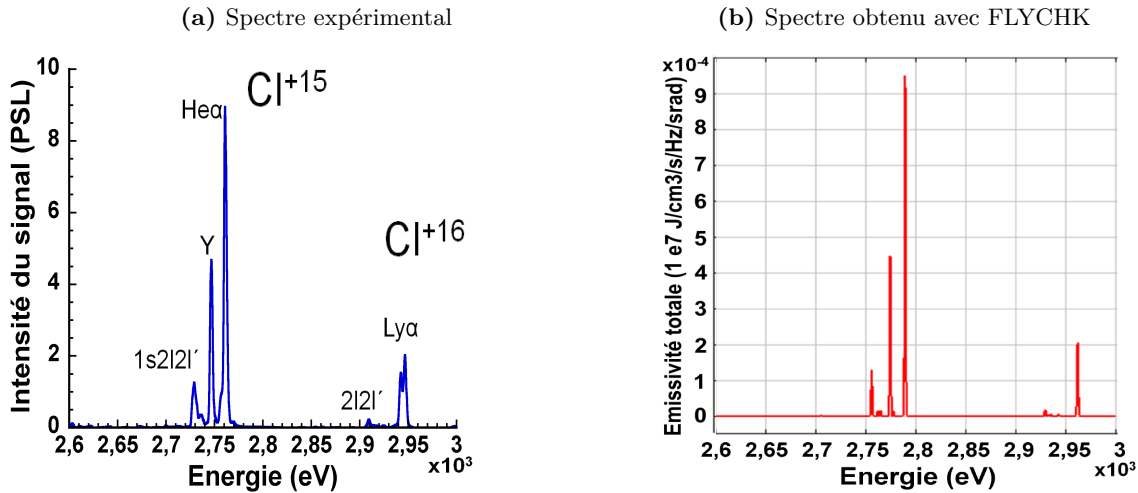 (a) Spectre expérimental
Intensité du signal (PSL)
10
8
6
4
2
0
Cl+15
Heα
Y
1s2l2l´
Cl+16
Lyα
2l2l´
2,6 2,65 2,7 2,75 2,8 2,85 2,9 2,95 3
x10³
Energie (eV)
(b) Spectre obtenu avec FLYCHK
x10-4
Emissivité totale (1 e7 J/cm3/s/Hz/srad)
9
8
7
6
5
4
3
2
1
0
2,6 2,65 2,7 2,75 2,8 2,85 2,9 2,95 3
x10³
Energie (eV)